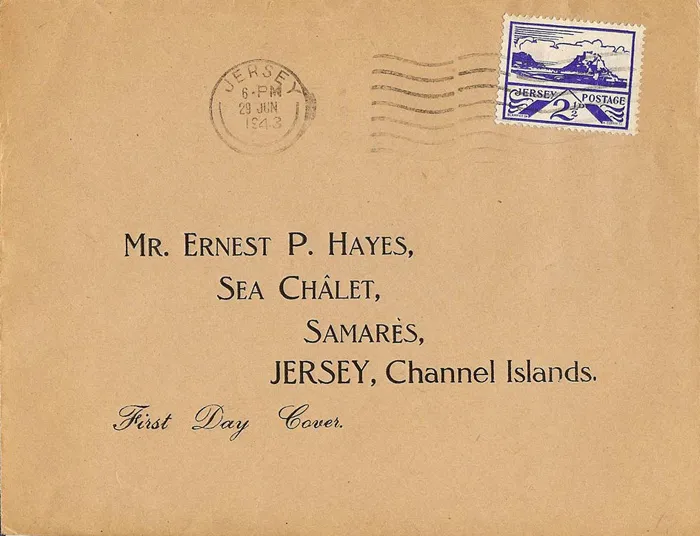 JERSEY
6-PM
29 JUN
1943
JERSEY POSTAGE
2½D
MR. ERNEST P. HAYES,
SEA CHÂLET,
SAMARÈS,
JERSEY, Channel Islands.
First Day Cover.